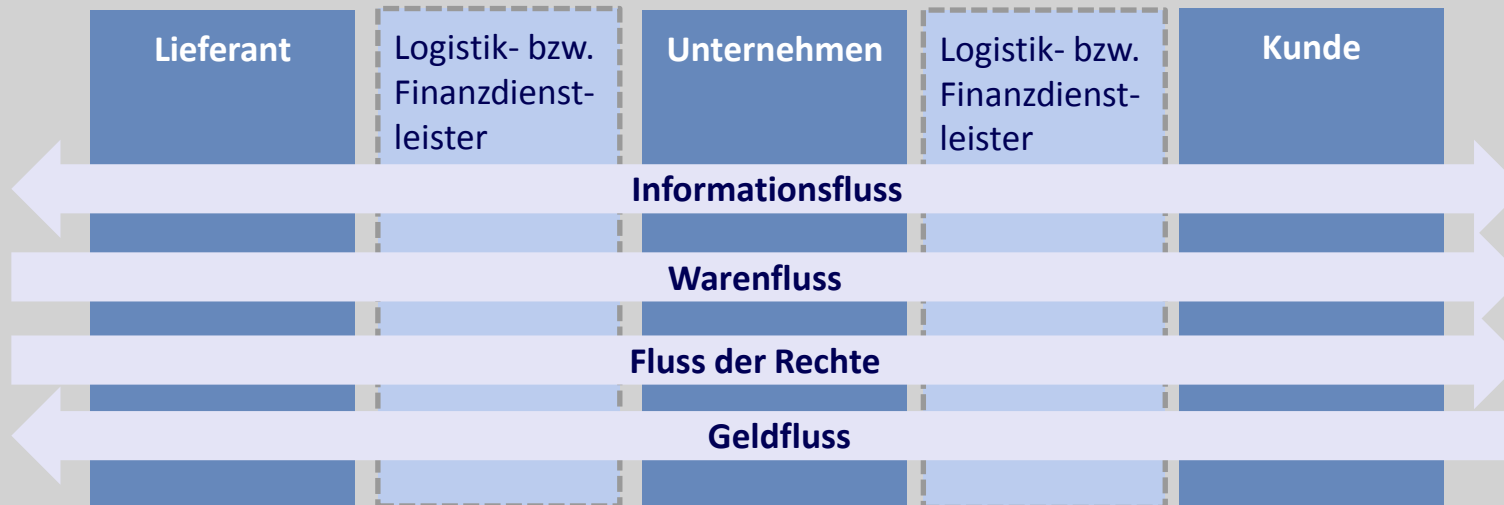 Lieferant
Logistik- bzw.
Finanzdienst-
leister
Unternehmen
Logistik- bzw.
Finanzdienst-
leister
Kunde
Informationsfluss
Warenfluss
Fluss der Rechte
Geldfluss